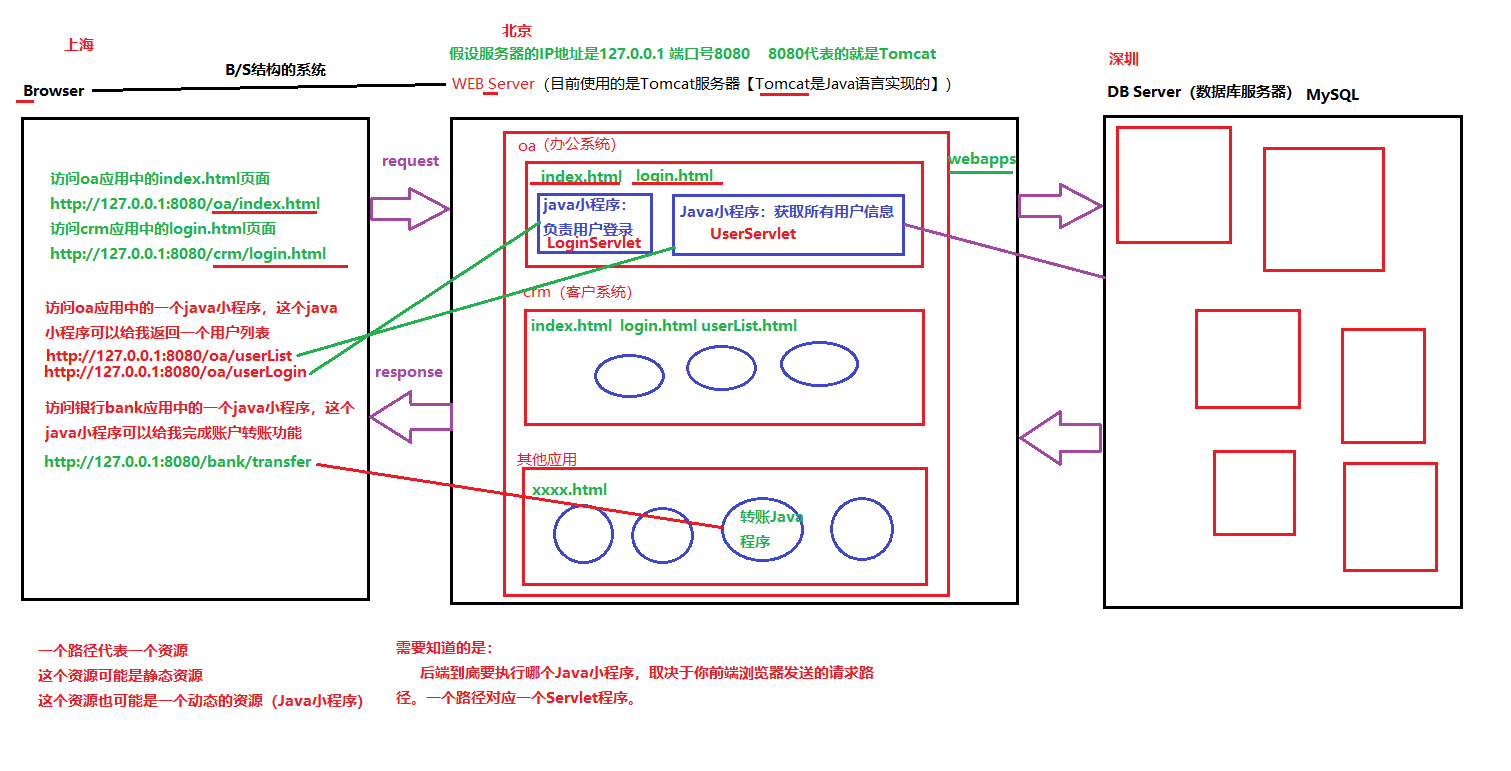 上海
北京
假设服务器的IP地址是127.0.0.1 端口号8080 8080代表的就是Tomcat
深圳
B/S结构的系统
Browser
WEB Server（目前使用的是Tomcat服务器【Tomcat是Java语言实现的】）
DB Server（数据库服务器） MySQL
访问oa应用中的index.html页面
http://127.0.0.1:8080/oa/index.html
访问crm应用中的login.html页面
http://127.0.0.1:8080/crm/login.html
访问oa应用中的一个java小程序，这个java
小程序可以给我返回一个用户列表
http://127.0.0.1:8080/oa/userList
http://127.0.0.1:8080/oa/userLogin
访问银行bank应用中的一个java小程序，这个
java小程序可以给我完成账户转账功能
http://127.0.0.1:8080/bank/transfer
request
response
oa（办公系统）
webapps
index.html login.html
java小程序：
负责用户登录
LoginServlet
Java小程序：获取所有用户信息
UserServlet
crm（客户系统）
index.html login.html userList.html
其他应用
xxxx.html
转账Java
程序
一个路径代表一个资源
这个资源可能是静态资源
这个资源也可能是一个动态的资源（Java小程序）
需要知道的是：
后端到底要执行哪个Java小程序，取决于你前端浏览器发送的请求路
径。一个路径对应一个Servlet程序。